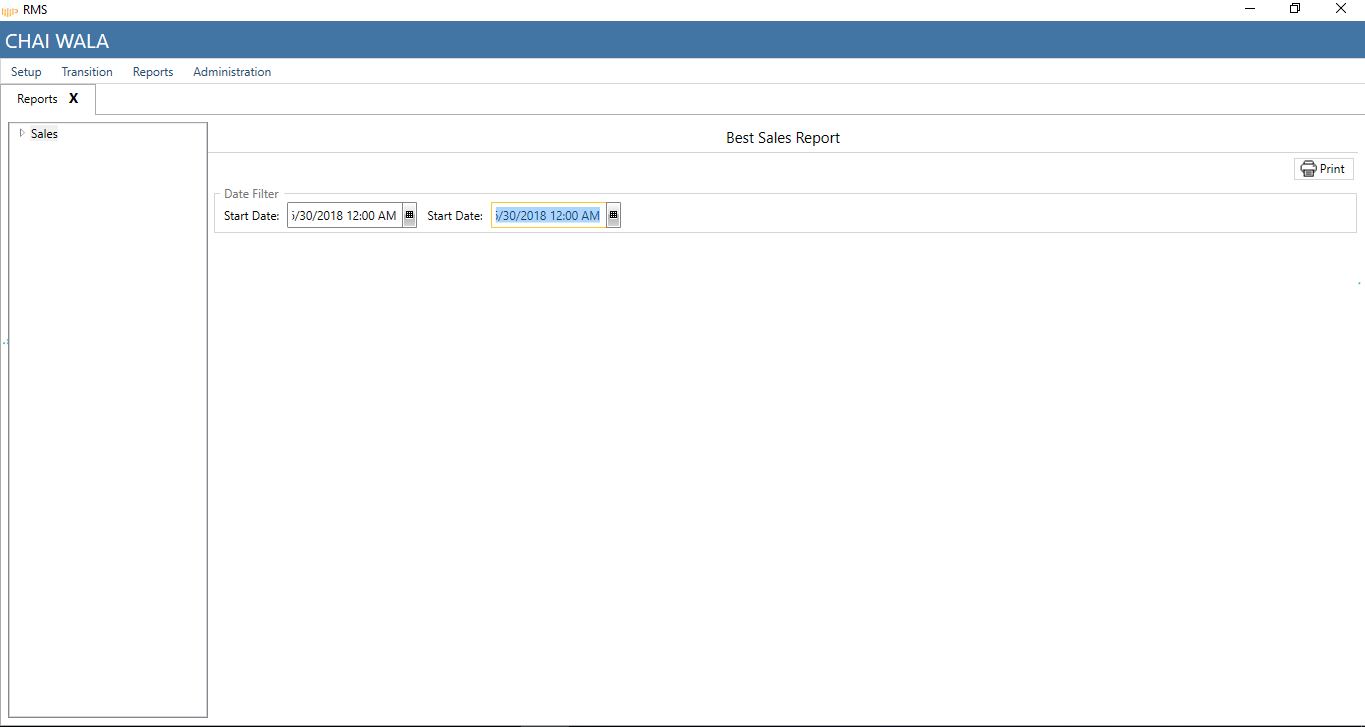 RMS
CHAI WALA
Setup Transition Reports Administration
Reports X
Sales
Best Sales Report
Print
Date Filter
Start Date: /30/2018 12:00 AM Start Date: /30/2018 12:00 AM